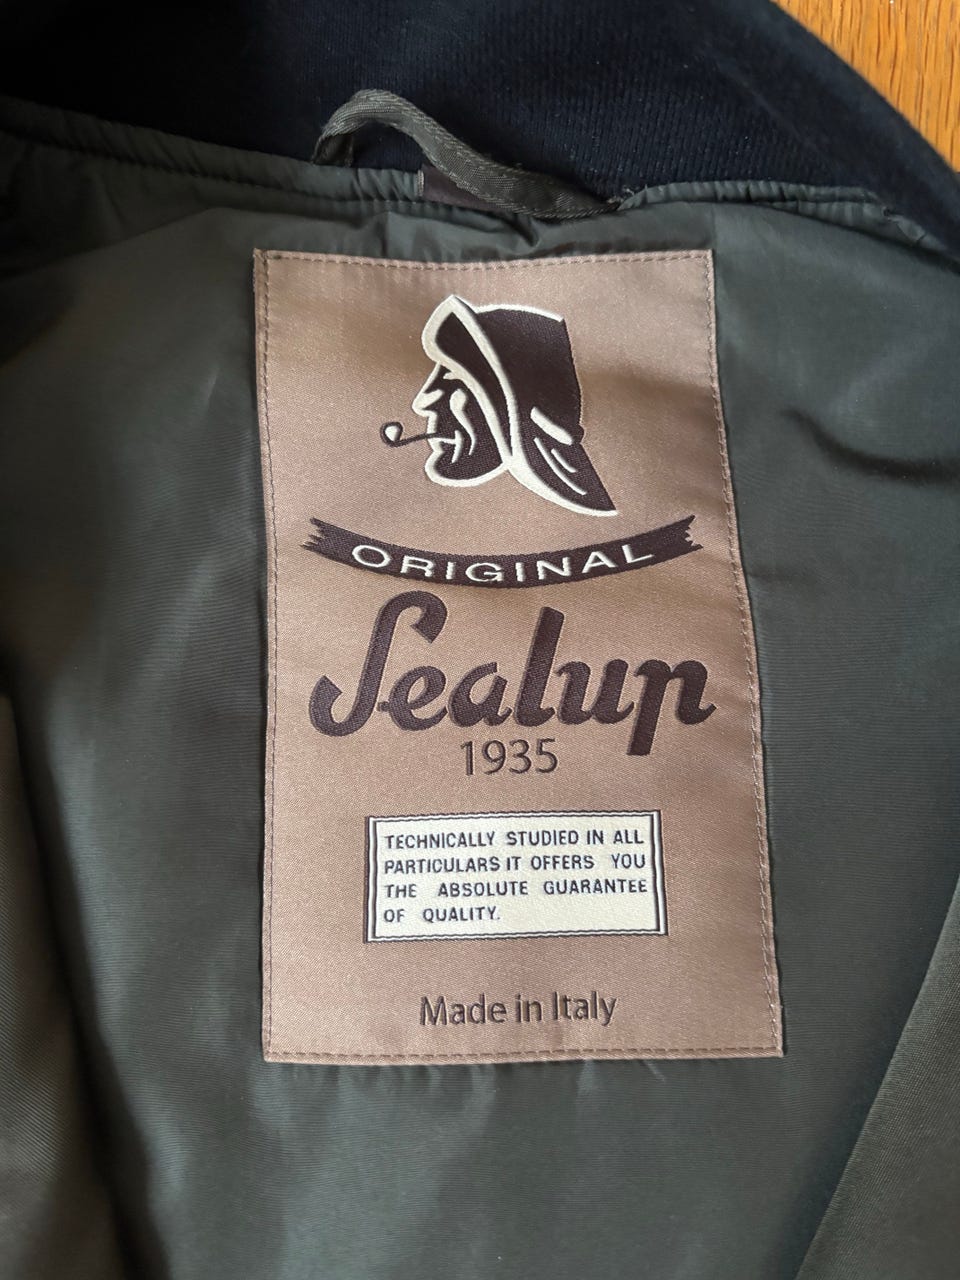 ORIGINAL
Sealup
1935
TECHNICALLY STUDIED IN ALL
PARTICULARS IT OFFERS YOU
THE ABSOLUTE GUARANTEE
OF QUALITY.
Made in Italy